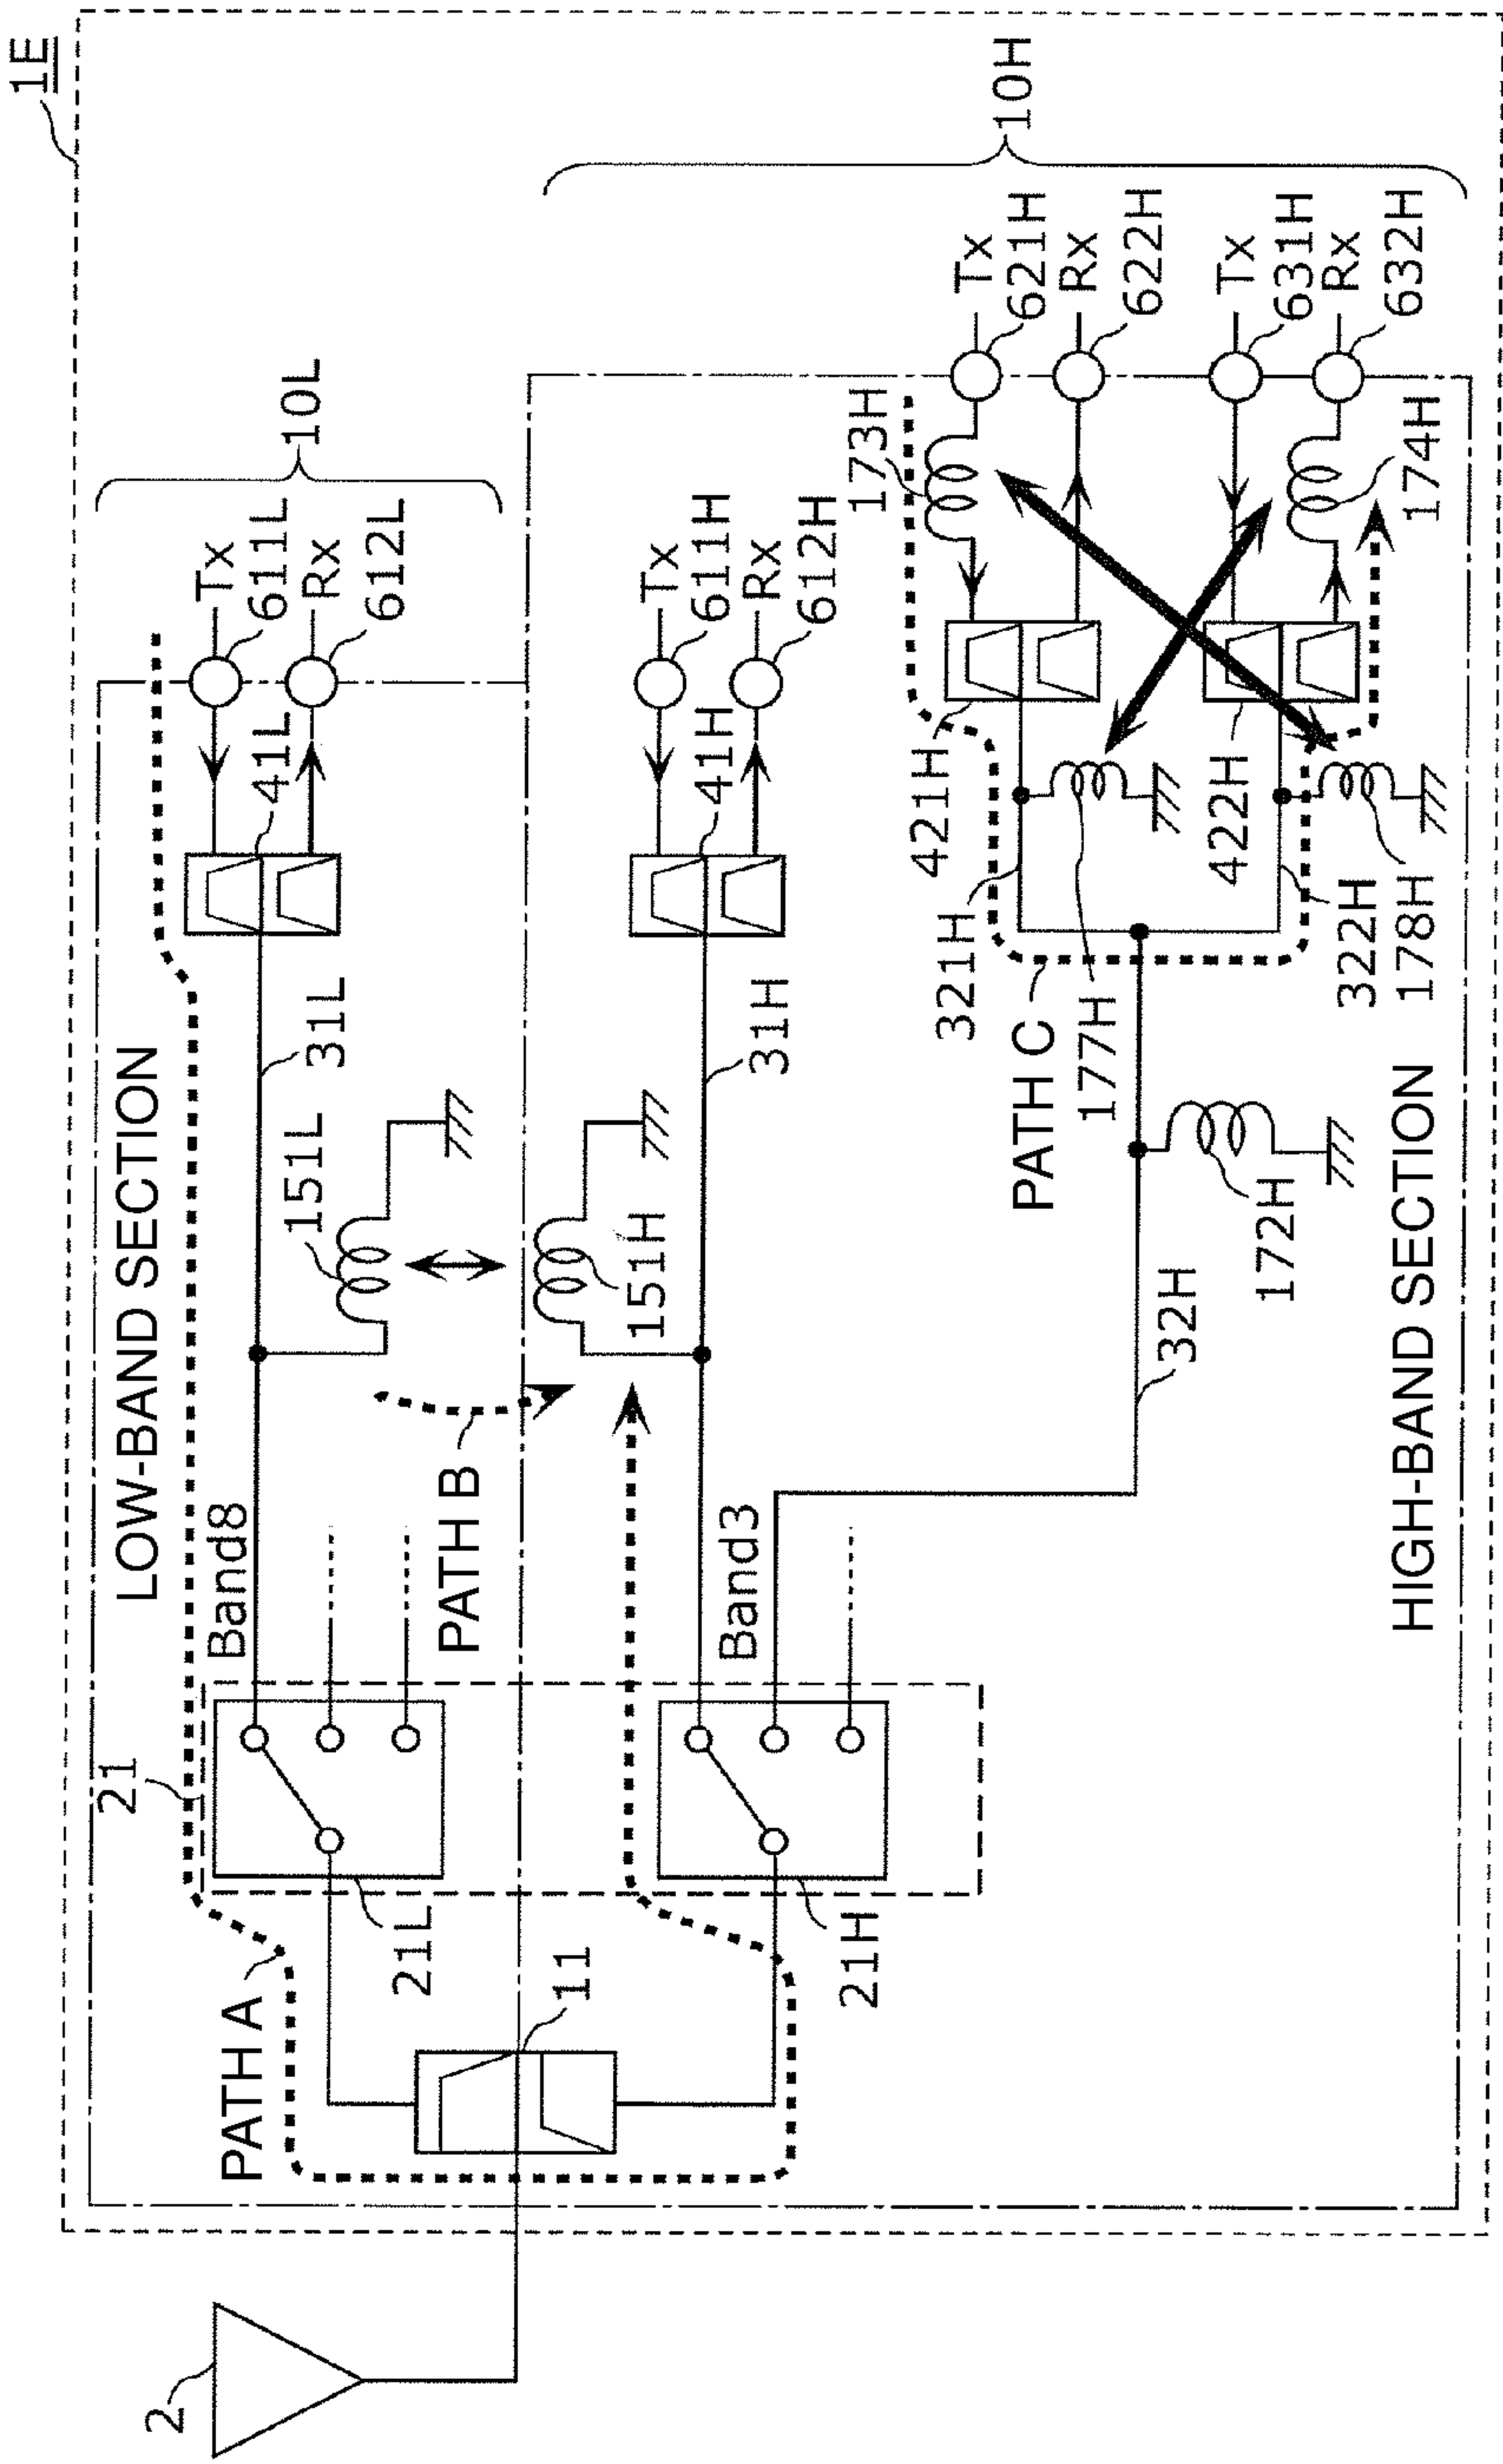 1E
10L
10H
LOW-BAND SECTION
Tx
611L
Rx
612L
41L
31L
151L
Band8
21
21L
PATH A
PATH B
11
2
Tx
611H
Rx
612H
41H
31H
151H
Band3
21H
Tx
621H
Rx
622H
Tx
631H
Rx
632H
173H
174H
421H
422H
321H
322H
177H
178H
PATH C
172H
32H
HIGH-BAND SECTION